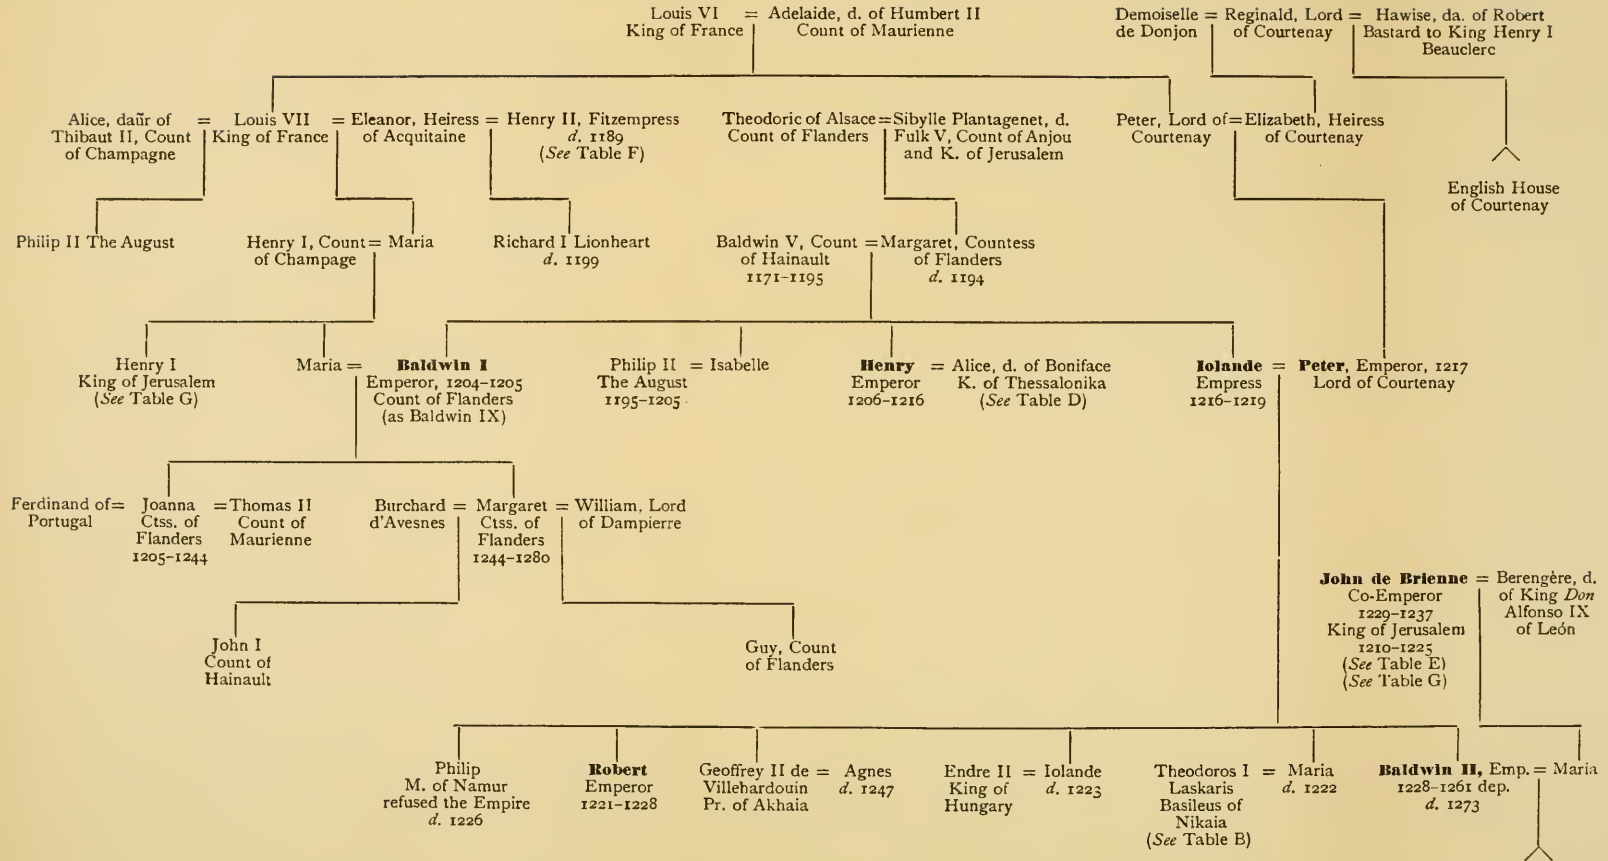 Louis VI = Adelaide, d. of Humbert II
King of France Count of Maurienne
Demoiselle = Reginald, Lord = Hawise, da. of Robert
de Donjon of Courtenay Bastard to King Henry I
Beauclerc
Alice, daūr of = Louis VII = Eleanor, Heiress = Henry II, Fitzempress
Thibaut II, Count King of France of Acquitaine d. 1189
of Champagne (See Table F)
Theodoric of Alsace = Sibylle Plantagenet, d.
Count of Flanders Fulk V, Count of Anjou
and K. of Jerusalem
Peter, Lord of = Elizabeth, Heiress
Courtenay of Courtenay
English House
of Courtenay
Philip II The August
Henry I, Count = Maria
of Champage
Richard I Lionheart
d. 1199
Baldwin V, Count = Margaret, Countess
of Hainault of Flanders
1171-1195 d. 1194
Henry I
King of Jerusalem
(See Table G)
Maria = Baldwin I
Emperor, 1204-1205
Count of Flanders
(as Baldwin IX)
Philip II = Isabelle
The August
1195-1205
Henry = Alice, d. of Boniface
Emperor K. of Thessalonika
1206-1216 (See Table D)
Iolande = Peter, Emperor, 1217
Empress Lord of Courtenay
1216-1219
Ferdinand of = Joanna = Thomas II
Portugal Ctss. of Count of
Flanders Maurienne
1205-1244
Burchard = Margaret = William, Lord
d'Avesnes Ctss. of of Dampierre
Flanders
1244-1280
John I
Count of
Hainault
Guy, Count
of Flanders
John de Brienne = Berengère, d.
Co-Emperor of King Don
1229-1237 Alfonso IX
King of Jerusalem of León
1210-1225
(See Table E)
(See Table G)
Philip
M. of Namur
refused the Empire
d. 1226
Robert
Emperor
1221-1228
Geoffrey II de = Agnes
Villehardouin d. 1247
Pr. of Akhaia
Endre II = Iolande
King of d. 1223
Hungary
Theodoros I = Maria
Laskaris d. 1222
Basileus of
Nikaia
(See Table B)
Baldwin II, Emp. = Maria
1228-1261 dep.
d. 1273